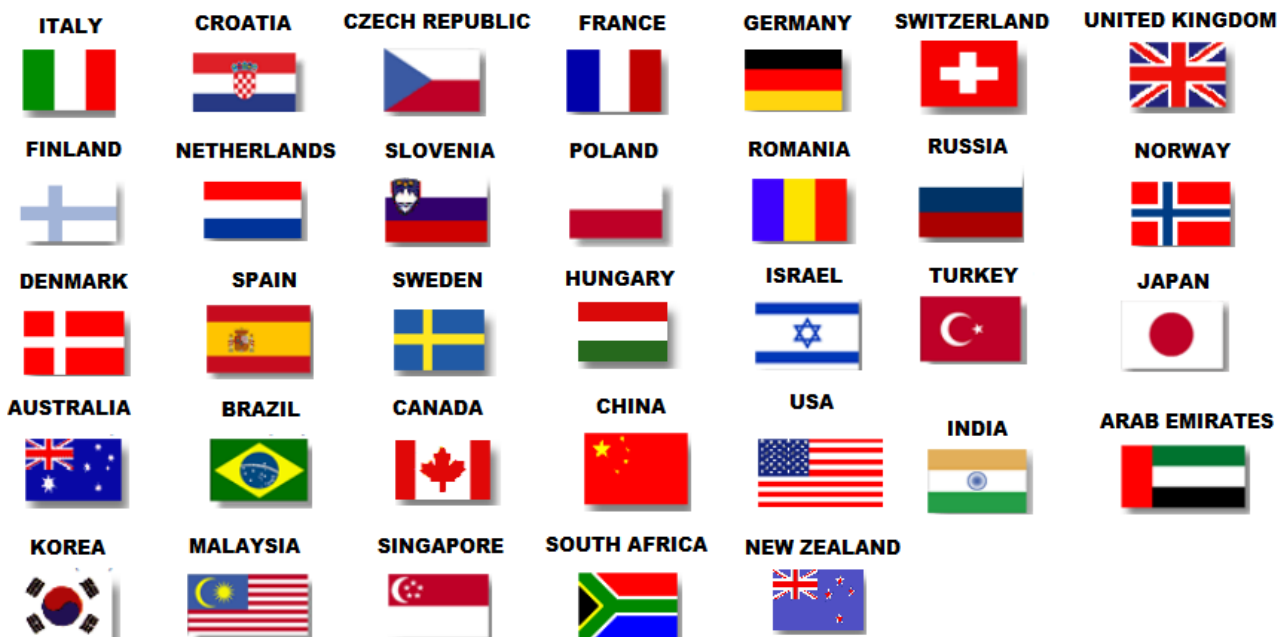 ITALY
CROATIA
CZECH REPUBLIC
FRANCE
GERMANY
SWITZERLAND
UNITED KINGDOM
FINLAND
NETHERLANDS
SLOVENIA
POLAND
ROMANIA
RUSSIA
NORWAY
DENMARK
SPAIN
SWEDEN
HUNGARY
ISRAEL
TURKEY
JAPAN
AUSTRALIA
BRAZIL
CANADA
CHINA
USA
INDIA
ARAB EMIRATES
KOREA
MALAYSIA
SINGAPORE
SOUTH AFRICA
NEW ZEALAND